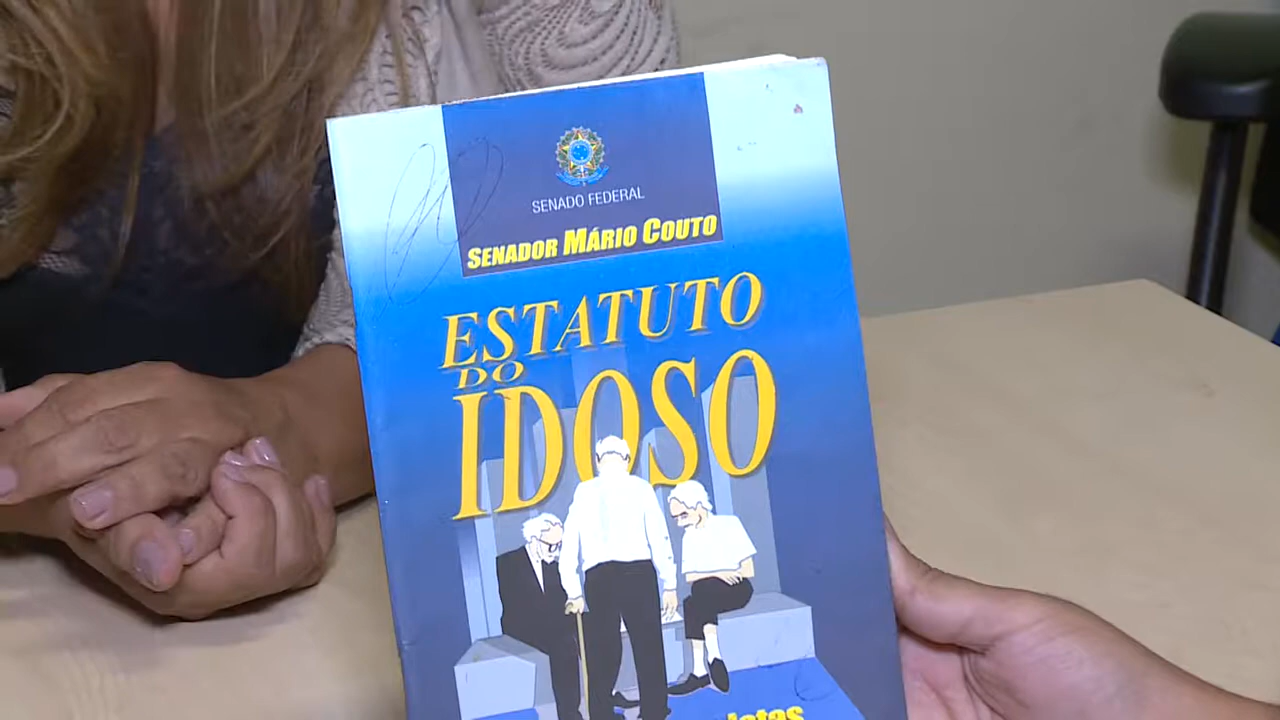 SENADO FEDERAL
SENADOR MÁRIO COUTO
ESTATUTO
DO
IDOSO